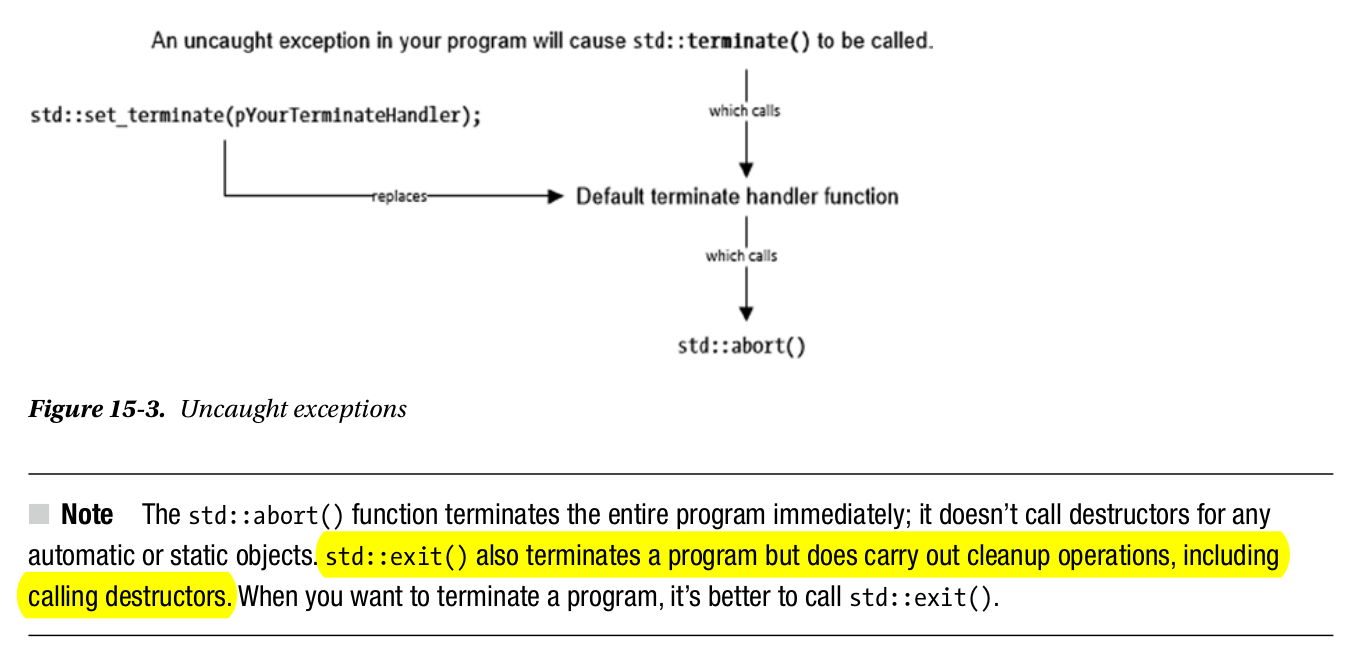 An uncaught exception in your program will cause std::terminate() to be called.
std::set_terminate(pYourTerminateHandler);
which calls
replaces
Default terminate handler function
which calls
std::abort()
Figure 15-3. Uncaught exceptions
Note The std::abort() function terminates the entire program immediately; it doesn't call destructors for any
automatic or static objects. std::exit() also terminates a program but does carry out cleanup operations, including
calling destructors. When you want to terminate a program, it's better to call std::exit().